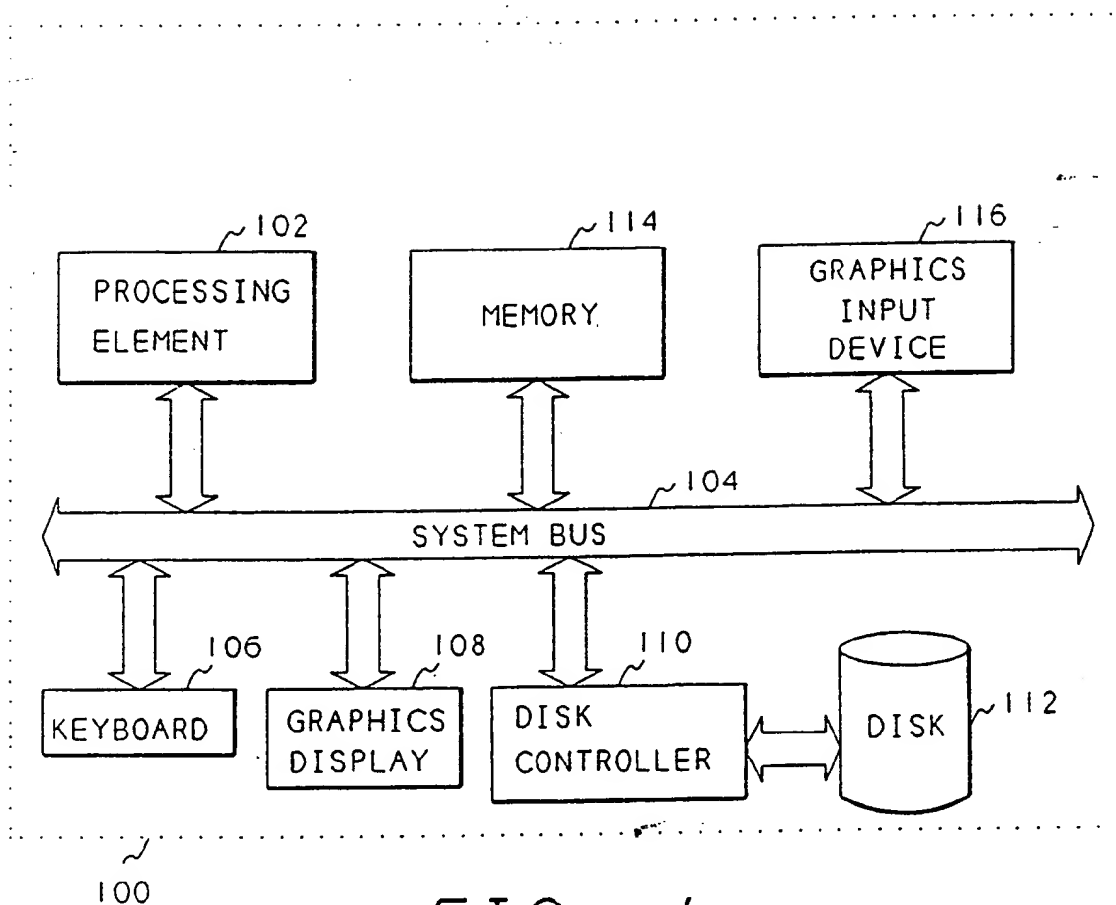 102
114
116
PROCESSING
ELEMENT
MEMORY
GRAPHICS
INPUT
DEVICE
104
SYSTEM BUS
106
108
110
KEYBOARD
GRAPHICS
DISPLAY
DISK
CONTROLLER
DISK
112
100